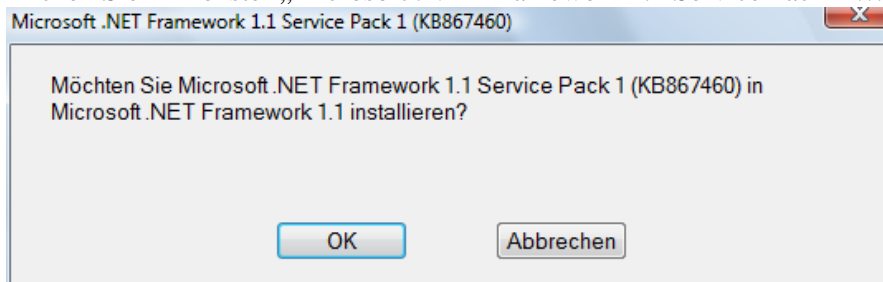 Microsoft .NET Framework 1.1 Service Pack 1 (KB867460)
Möchten Sie Microsoft .NET Framework 1.1 Service Pack 1 (KB867460) in
Microsoft .NET Framework 1.1 installieren?
OK
Abbrechen